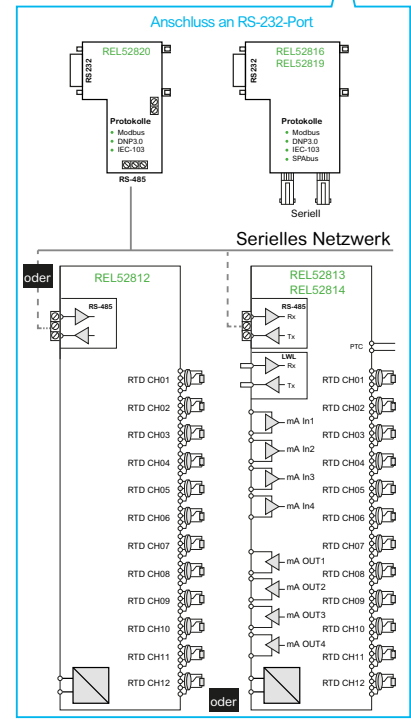 Anschluss an RS-232-Port
REL52820
RS232
Protokolle
Modbus
DNP3.0
IEC-103
RS-485
REL52816
REL52819
RS232
Protokolle
Modbus
DNP3.0
IEC-103
SPAbus
Seriell
Serielles Netzwerk
oder
REL52812
RS-485
RTD CH01
RTD CH02
RTD CH03
RTD CH04
RTD CH05
RTD CH06
RTD CH07
RTD CH08
RTD CH09
RTD CH10
RTD CH11
RTD CH12
oder
REL52813
REL52814
RS-485
Rx
Tx
LWL
Rx
Tx
mA In1
mA In2
mA In3
mA In4
mA OUT1
mA OUT2
mA OUT3
mA OUT4
PTC
RTD CH01
RTD CH02
RTD CH03
RTD CH04
RTD CH05
RTD CH06
RTD CH07
RTD CH08
RTD CH09
RTD CH10
RTD CH11
RTD CH12